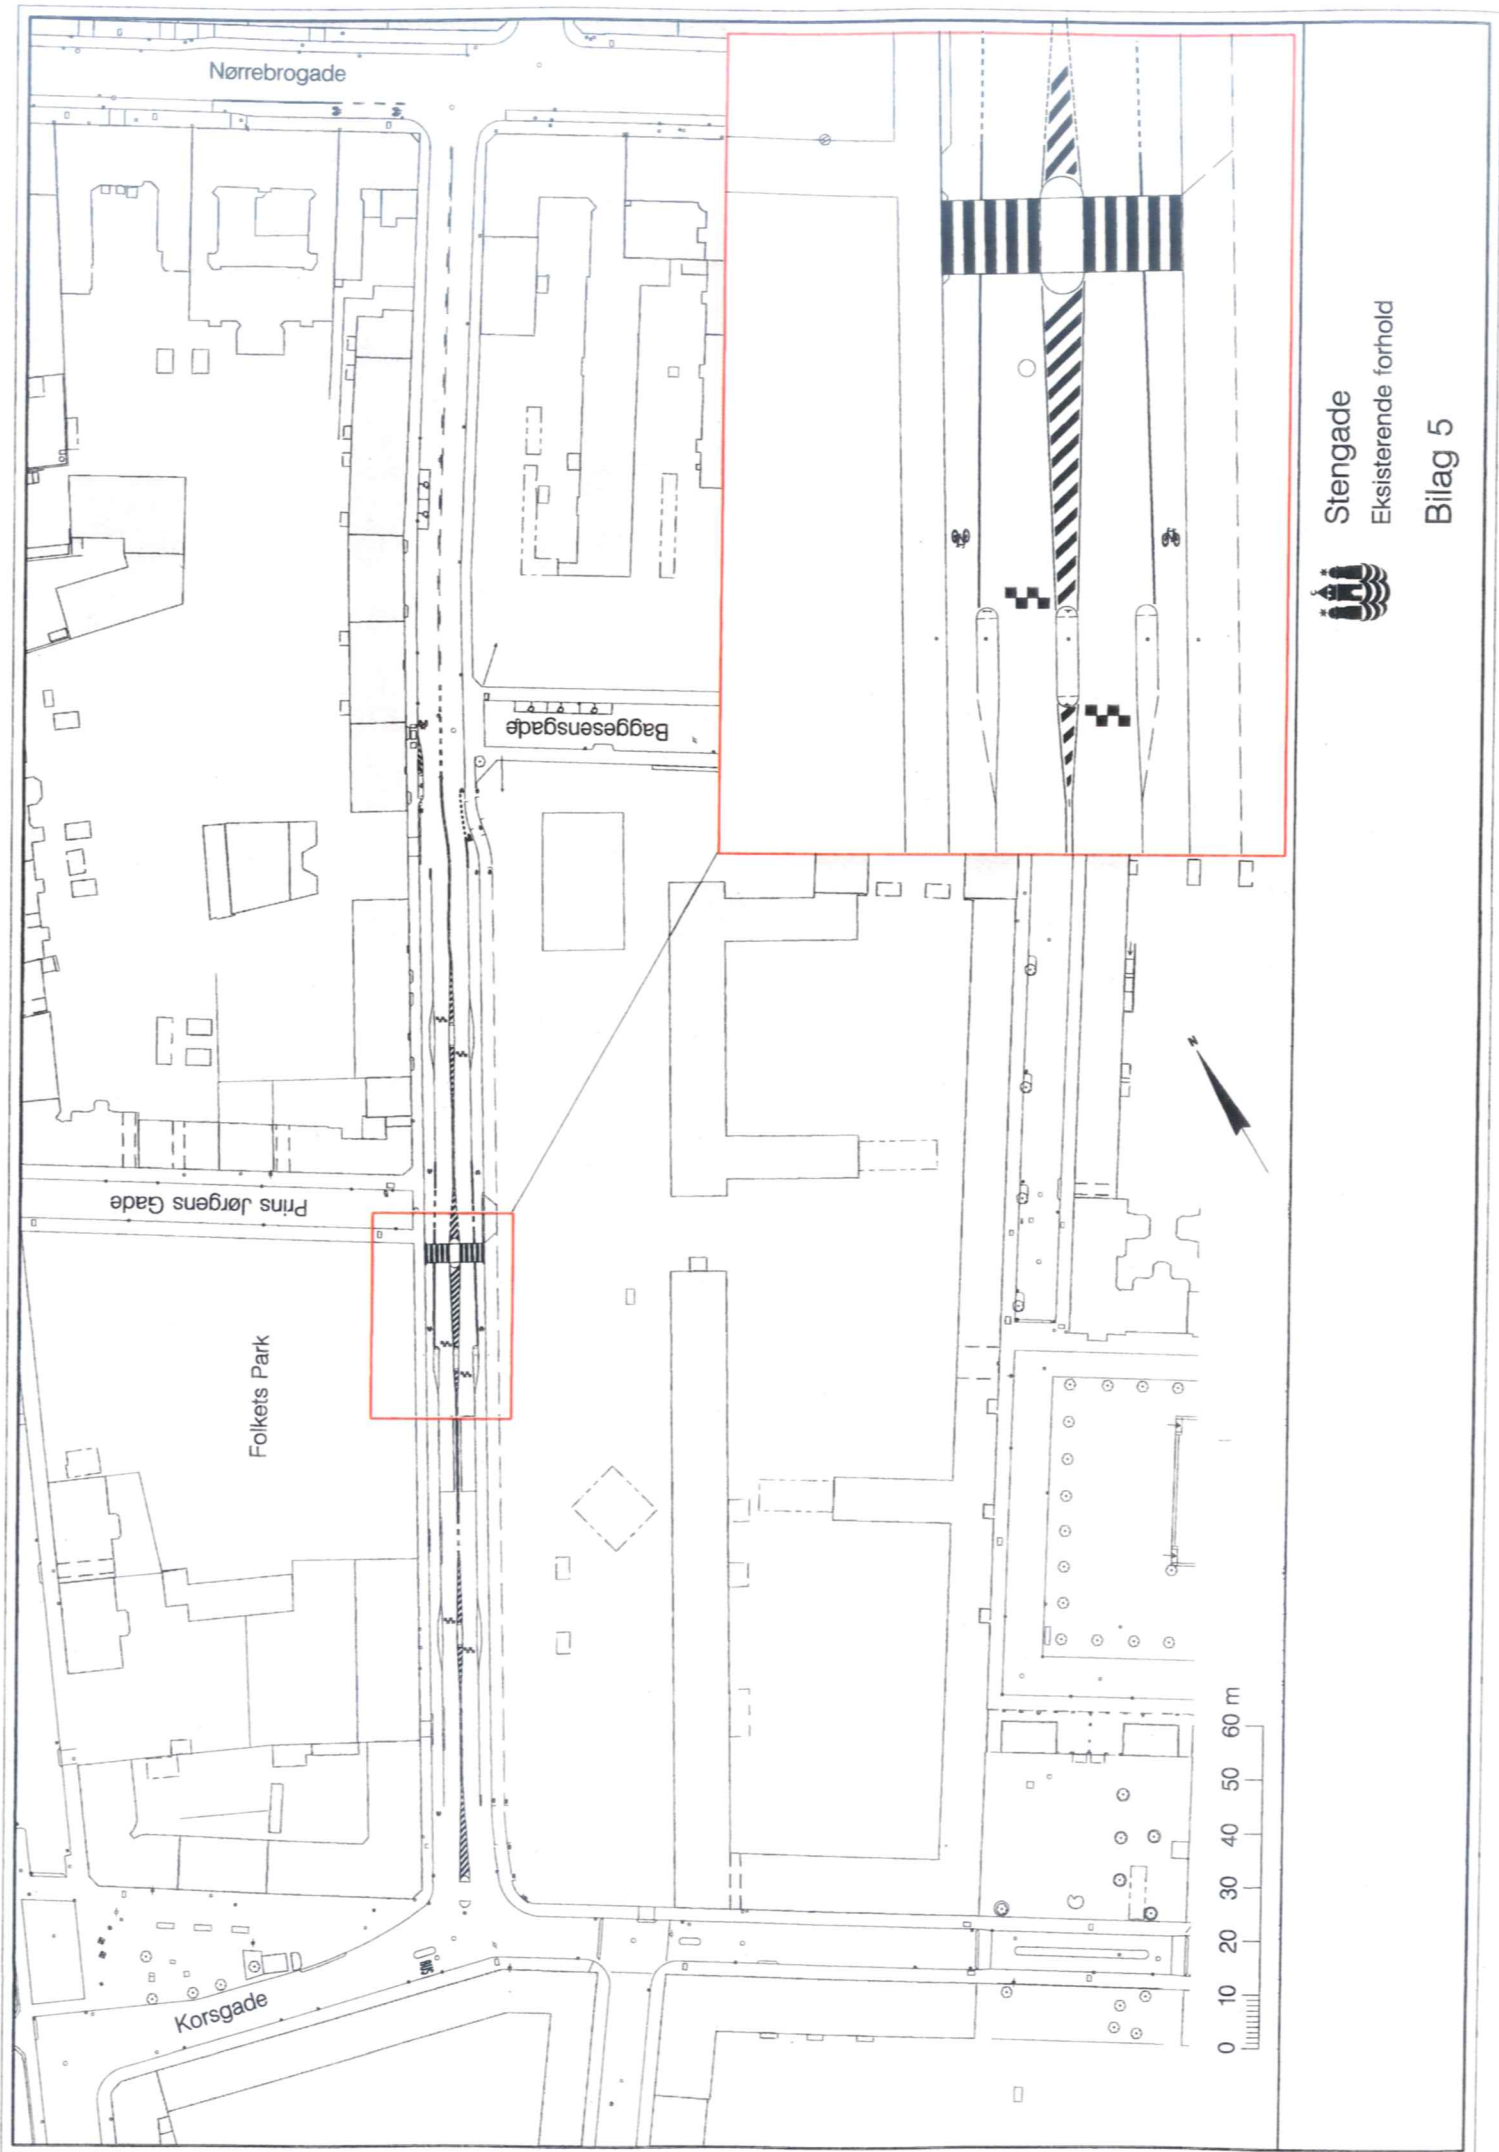 Nørrebrogade
Baggesensgade
Prins Jørgens Gade
Folkets Park
Korsgade
BUS
N
0 10 20 30 40 50 60 m
Stengade
Eksisterende forhold
Bilag 5